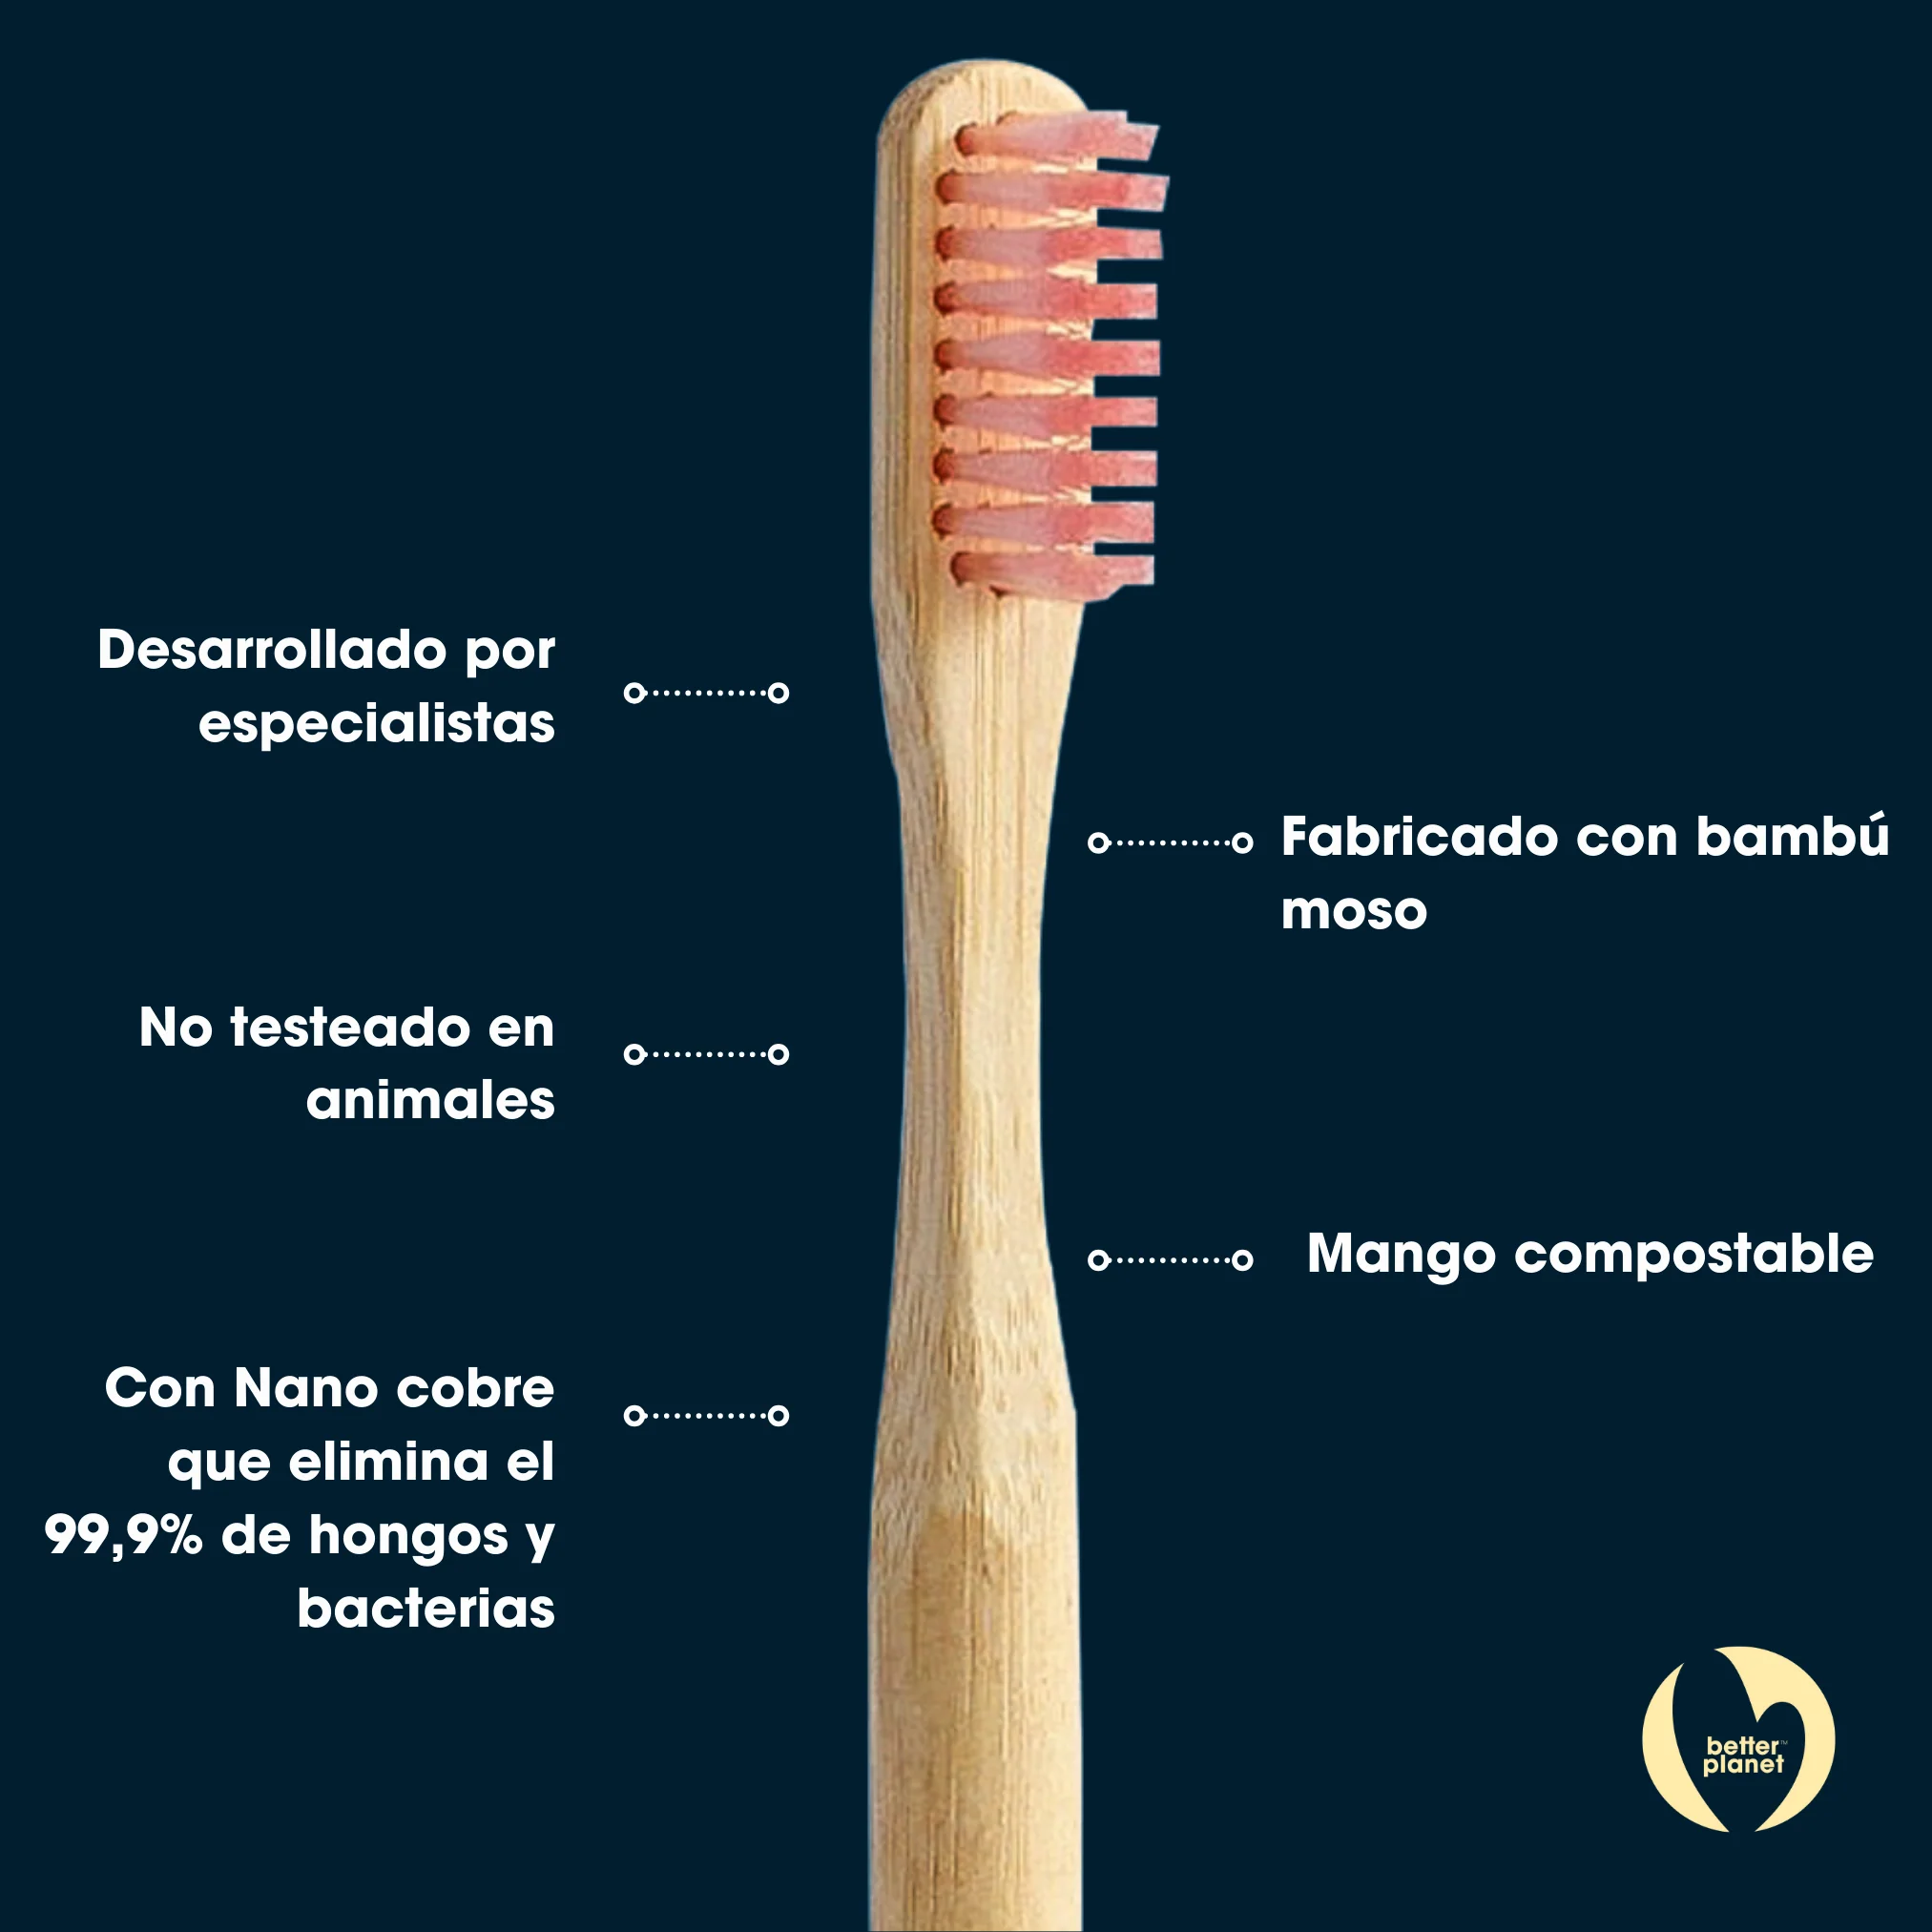 Desarrollado por
especialistas
Fabricado con bambú
moso
No testeado en
animales
Mango compostable
Con Nano cobre
que elimina el
99,9% de hongos y
bacterias
better™
planet